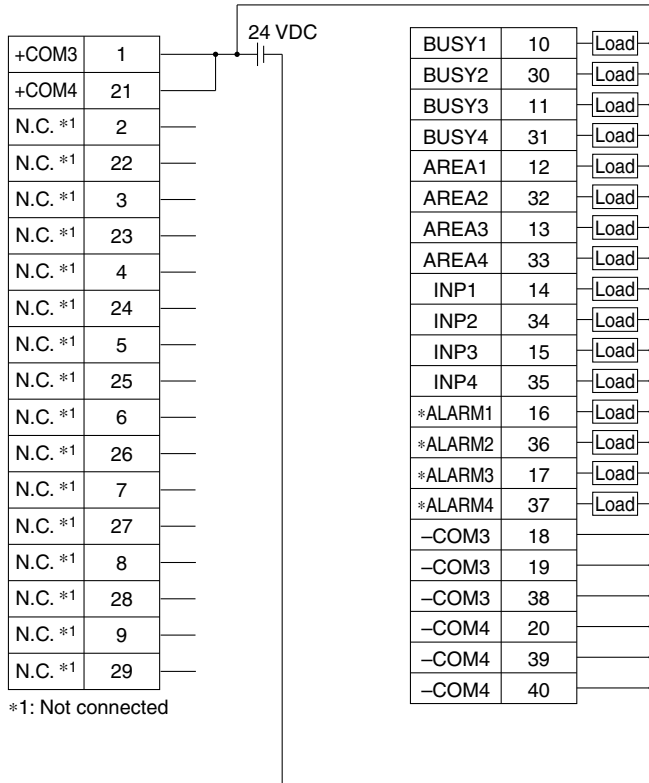 24 VDC
+COM3 1
+COM4 21
N.C. *1 2
N.C. *1 22
N.C. *1 3
N.C. *1 23
N.C. *1 4
N.C. *1 24
N.C. *1 5
N.C. *1 25
N.C. *1 6
N.C. *1 26
N.C. *1 7
N.C. *1 27
N.C. *1 8
N.C. *1 28
N.C. *1 9
N.C. *1 29
*1: Not connected
BUSY1 10 Load
BUSY2 30 Load
BUSY3 11 Load
BUSY4 31 Load
AREA1 12 Load
AREA2 32 Load
AREA3 13 Load
AREA4 33 Load
INP1 14 Load
INP2 34 Load
INP3 15 Load
INP4 35 Load
*ALARM1 16 Load
*ALARM2 36 Load
*ALARM3 17 Load
*ALARM4 37 Load
–COM3 18
–COM3 19
–COM3 38
–COM4 20
–COM4 39
–COM4 40